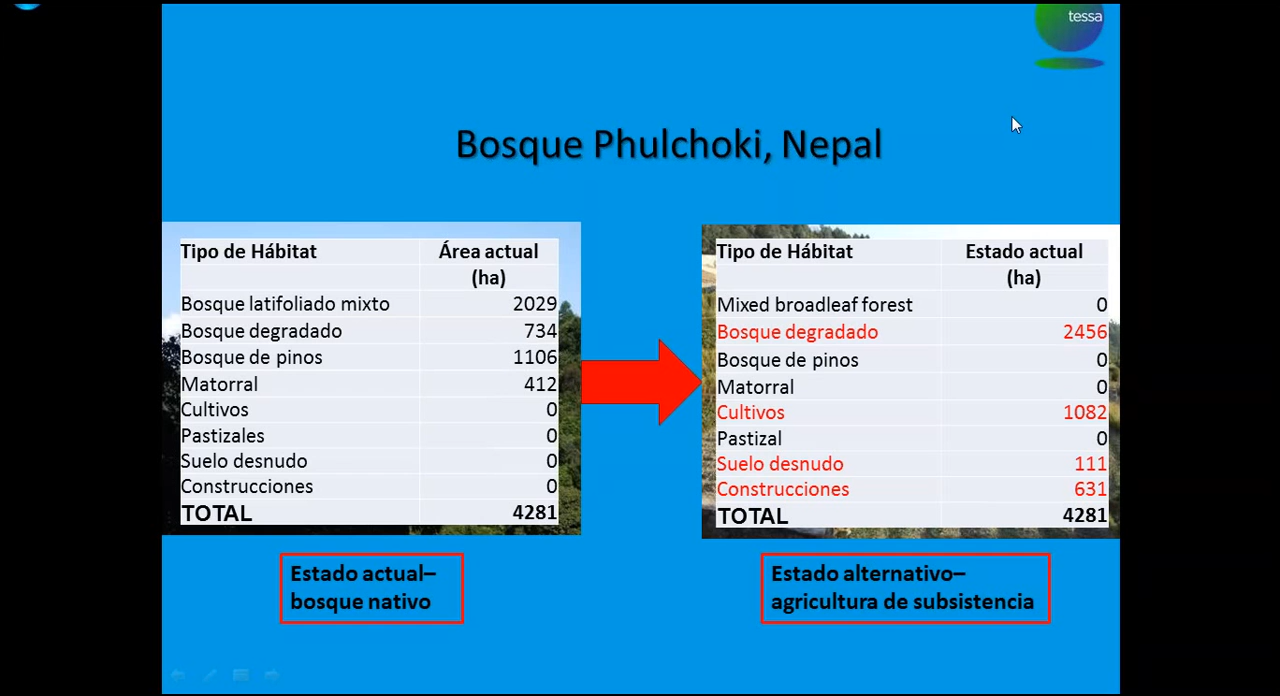 tessa
Bosque Phulchoki, Nepal
Tipo de Hábitat Área actual
(ha)
Bosque latifoliado mixto 2029
Bosque degradado 734
Bosque de pinos 1106
Matorral 412
Cultivos 0
Pastizales 0
Suelo desnudo 0
Construcciones 0
TOTAL 4281
Tipo de Hábitat Estado actual
(ha)
Mixed broadleaf forest 0
Bosque degradado 2456
Bosque de pinos 0
Matorral 0
Cultivos 1082
Pastizal 0
Suelo desnudo 111
Construcciones 631
TOTAL 4281
Estado actual–
bosque nativo
Estado alternativo–
agricultura de subsistencia